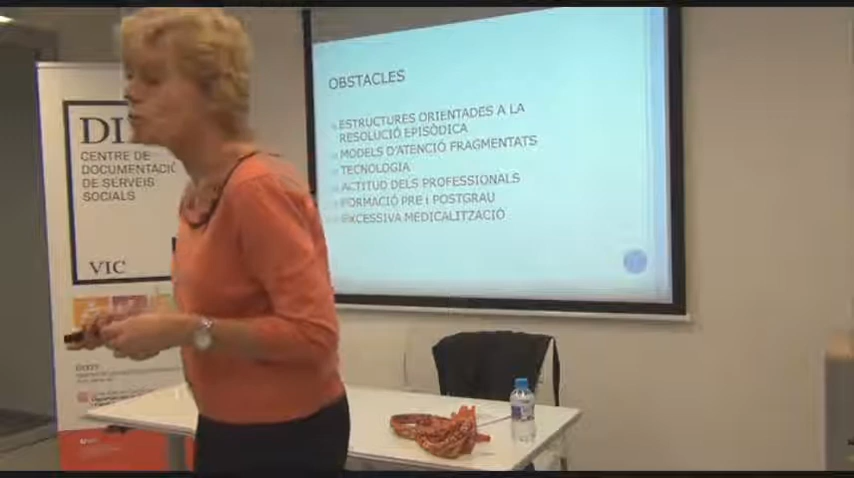 OBSTACLES
ESTRUCTURES ORIENTADES A LA
RESOLUCIÓ EPISÒDICA
MODELS D'ATENCIÓ FRAGMENTATS
TECNOLOGIA
ACTITUD DELS PROFESSIONALS
FORMACIÓ PRE i POSTGRAU
EXCESSIVA MEDICALITZACIÓ
CENTRE DE
DOCUMENTACIÓ
DE SERVEIS
SOCIALS
VIC